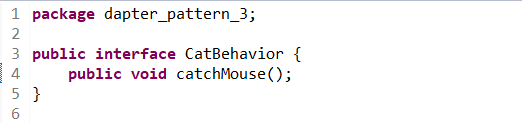 1 package dapter_pattern_3;
2
3 public interface CatBehavior {
4     public void catchMouse();
5 }
6